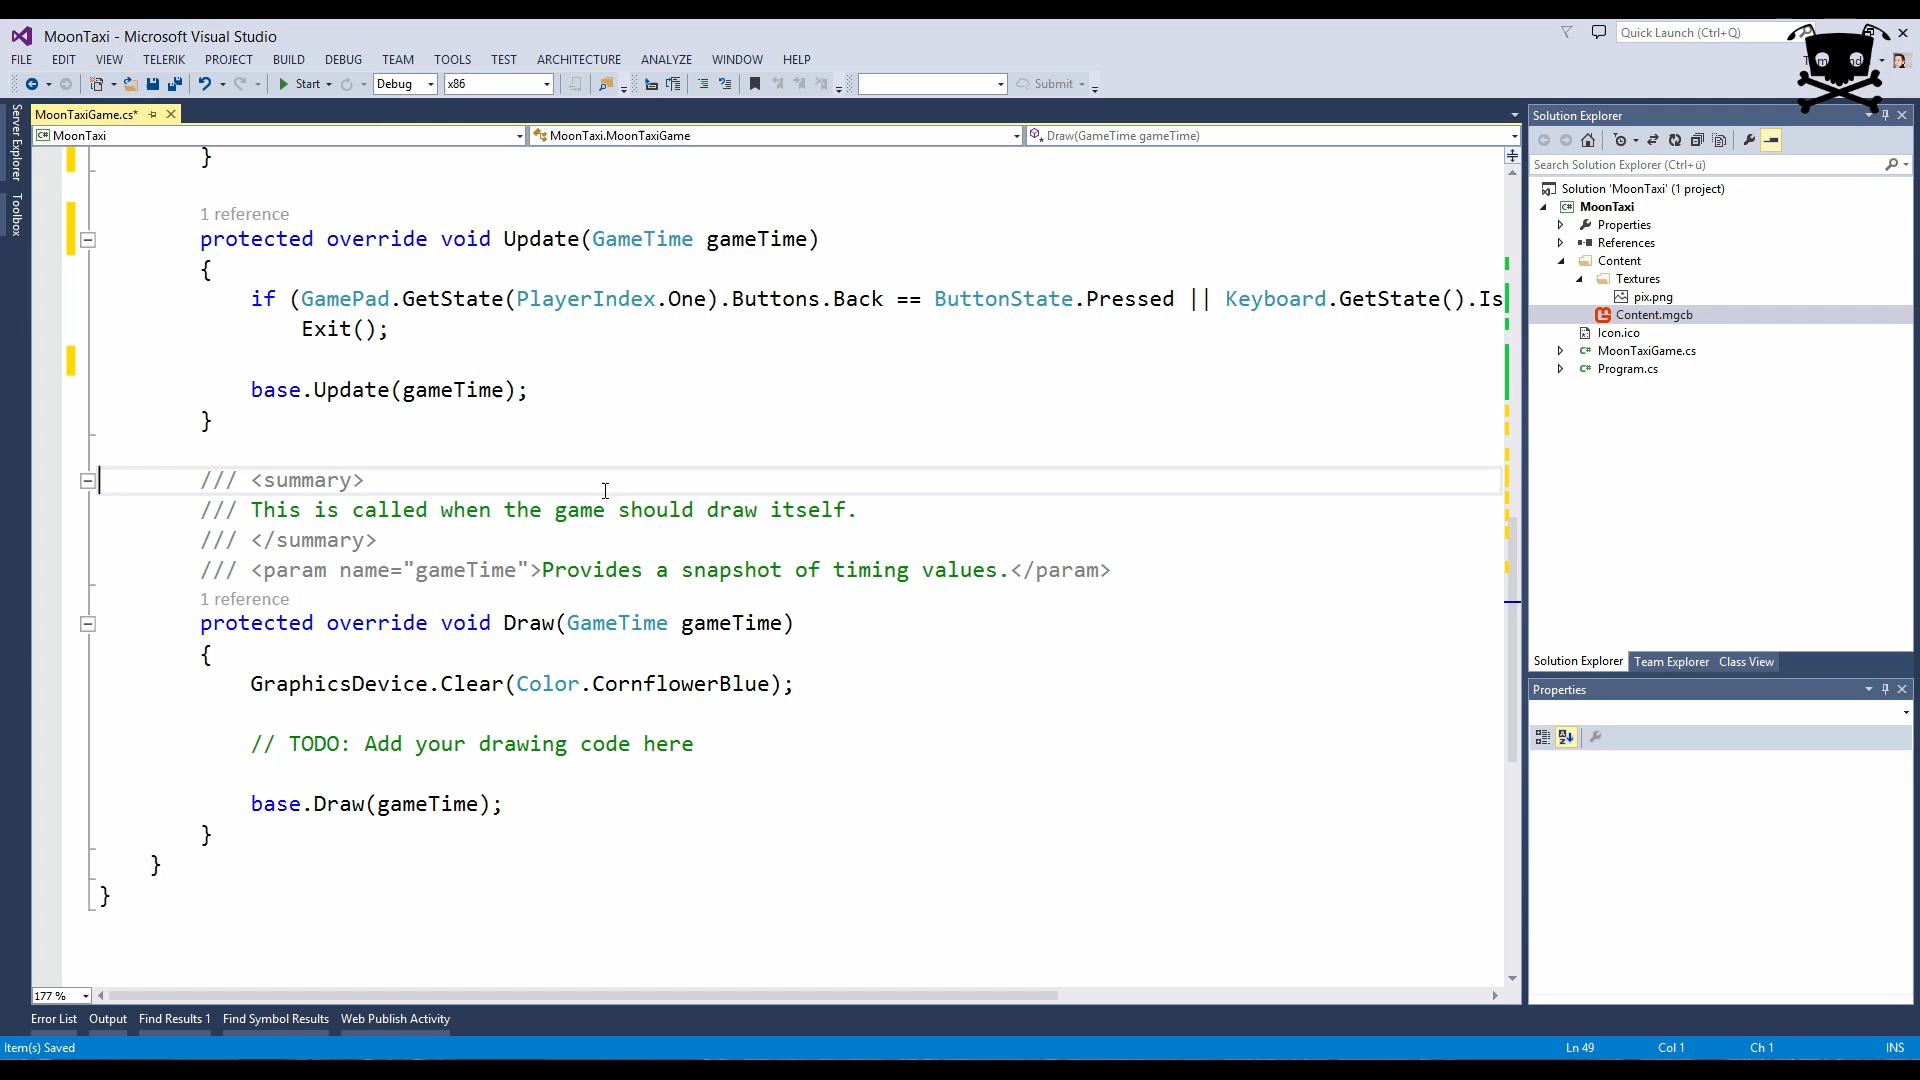 MoonTaxi - Microsoft Visual Studio
Quick Launch (Ctrl+Q)
FILE EDIT VIEW TELERIK PROJECT BUILD DEBUG TEAM TOOLS TEST ARCHITECTURE ANALYZE WINDOW HELP
Start Debug x86 Submit
Server Explorer
Toolbox
MoonTaxiGame.cs*
MoonTaxi MoonTaxi.MoonTaxiGame Draw(GameTime gameTime)
}
1 reference
protected override void Update(GameTime gameTime)
{
if (GamePad.GetState(PlayerIndex.One).Buttons.Back == ButtonState.Pressed || Keyboard.GetState().Is
Exit();
base.Update(gameTime);
}
/// <summary>
/// This is called when the game should draw itself.
/// </summary>
/// <param name="gameTime">Provides a snapshot of timing values.</param>
1 reference
protected override void Draw(GameTime gameTime)
{
GraphicsDevice.Clear(Color.CornflowerBlue);
// TODO: Add your drawing code here
base.Draw(gameTime);
}
}
}
177 %
Solution Explorer
Search Solution Explorer (Ctrl+ü)
Solution 'MoonTaxi' (1 project)
C# MoonTaxi
Properties
References
Content
Textures
pix.png
Content.mgcb
Icon.ico
C# MoonTaxiGame.cs
C# Program.cs
Solution Explorer Team Explorer Class View
Properties
Error List Output Find Results 1 Find Symbol Results Web Publish Activity
Item(s) Saved Ln 49 Col 1 Ch 1 INS